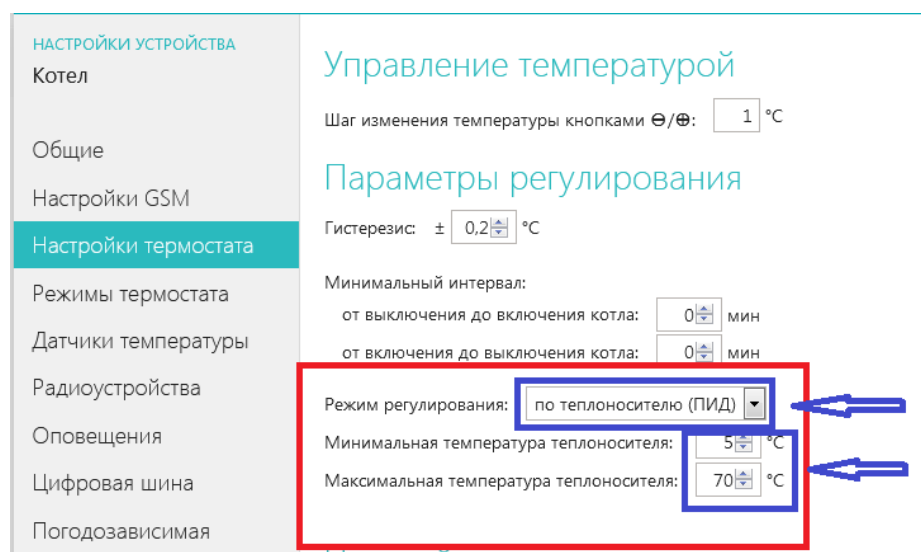 НАСТРОЙКИ УСТРОЙСТВА
Котел
Общие
Настройки GSM
Настройки термостата
Режимы термостата
Датчики температуры
Радиоустройства
Оповещения
Цифровая шина
Погодозависимая
Управление температурой
Шаг изменения температуры кнопками ⊖/⊕: 1 °C
Параметры регулирования
Гистерезис: ± 0,2 °C
Минимальный интервал:
от выключения до включения котла: 0 мин
от включения до выключения котла: 0 мин
Режим регулирования: по теплоносителю (ПИД)
Минимальная температура теплоносителя: 5 °C
Максимальная температура теплоносителя: 70 °C